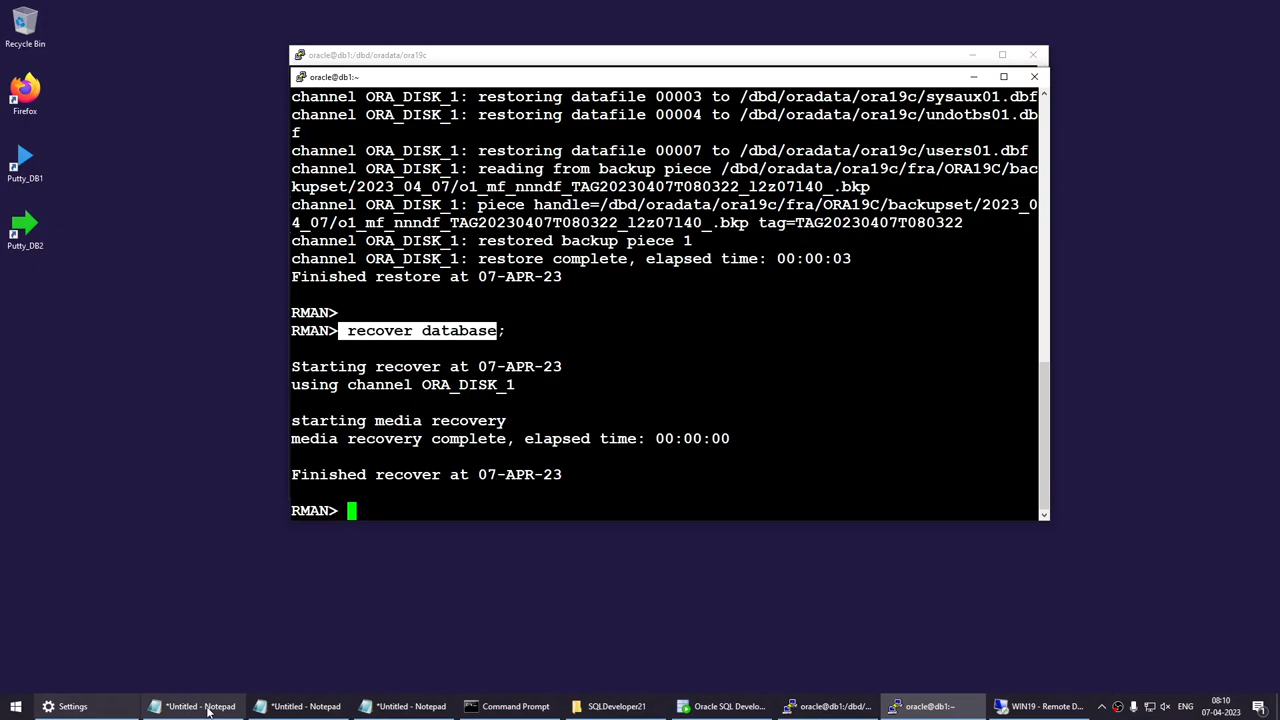 Recycle Bin
Firefox
Putty_DB1
Putty_DB2
oracle@db1:/dbd/oradata/ora19c
oracle@db1:~
channel ORA_DISK_1: restoring datafile 00003 to /dbd/oradata/ora19c/sysaux01.dbf
channel ORA_DISK_1: restoring datafile 00004 to /dbd/oradata/ora19c/undotbs01.db
f
channel ORA_DISK_1: restoring datafile 00007 to /dbd/oradata/ora19c/users01.dbf
channel ORA_DISK_1: reading from backup piece /dbd/oradata/ora19c/fra/ORA19C/bac
kupset/2023_04_07/o1_mf_nnndf_TAG20230407T080322_l2z07l40_.bkp
channel ORA_DISK_1: piece handle=/dbd/oradata/ora19c/fra/ORA19C/backupset/2023_0
4_07/o1_mf_nnndf_TAG20230407T080322_l2z07l40_.bkp tag=TAG20230407T080322
channel ORA_DISK_1: restored backup piece 1
channel ORA_DISK_1: restore complete, elapsed time: 00:00:03
Finished restore at 07-APR-23
RMAN>
RMAN> recover database;
Starting recover at 07-APR-23
using channel ORA_DISK_1
starting media recovery
media recovery complete, elapsed time: 00:00:00
Finished recover at 07-APR-23
RMAN>
Settings
*Untitled - Notepad
*Untitled - Notepad
*Untitled - Notepad
Command Prompt
SQLDeveloper21
Oracle SQL Develo...
oracle@db1:/dbd/...
oracle@db1:~
WIN19 - Remote D...
ENG
08:10
07-04-2023